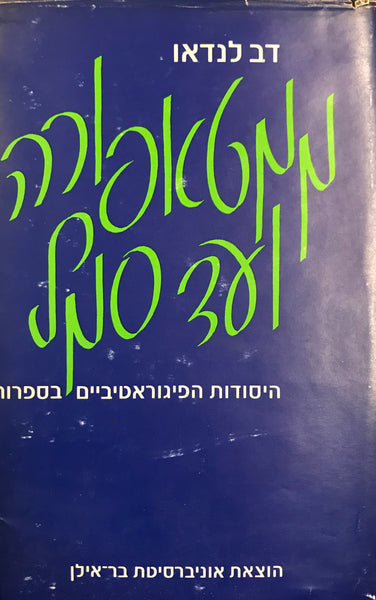 דב לנדאו
ממטאפורה
ועד סמל
היסודות הפיגוראטיביים בספרות
הוצאת אוניברסיטת בר־אילן